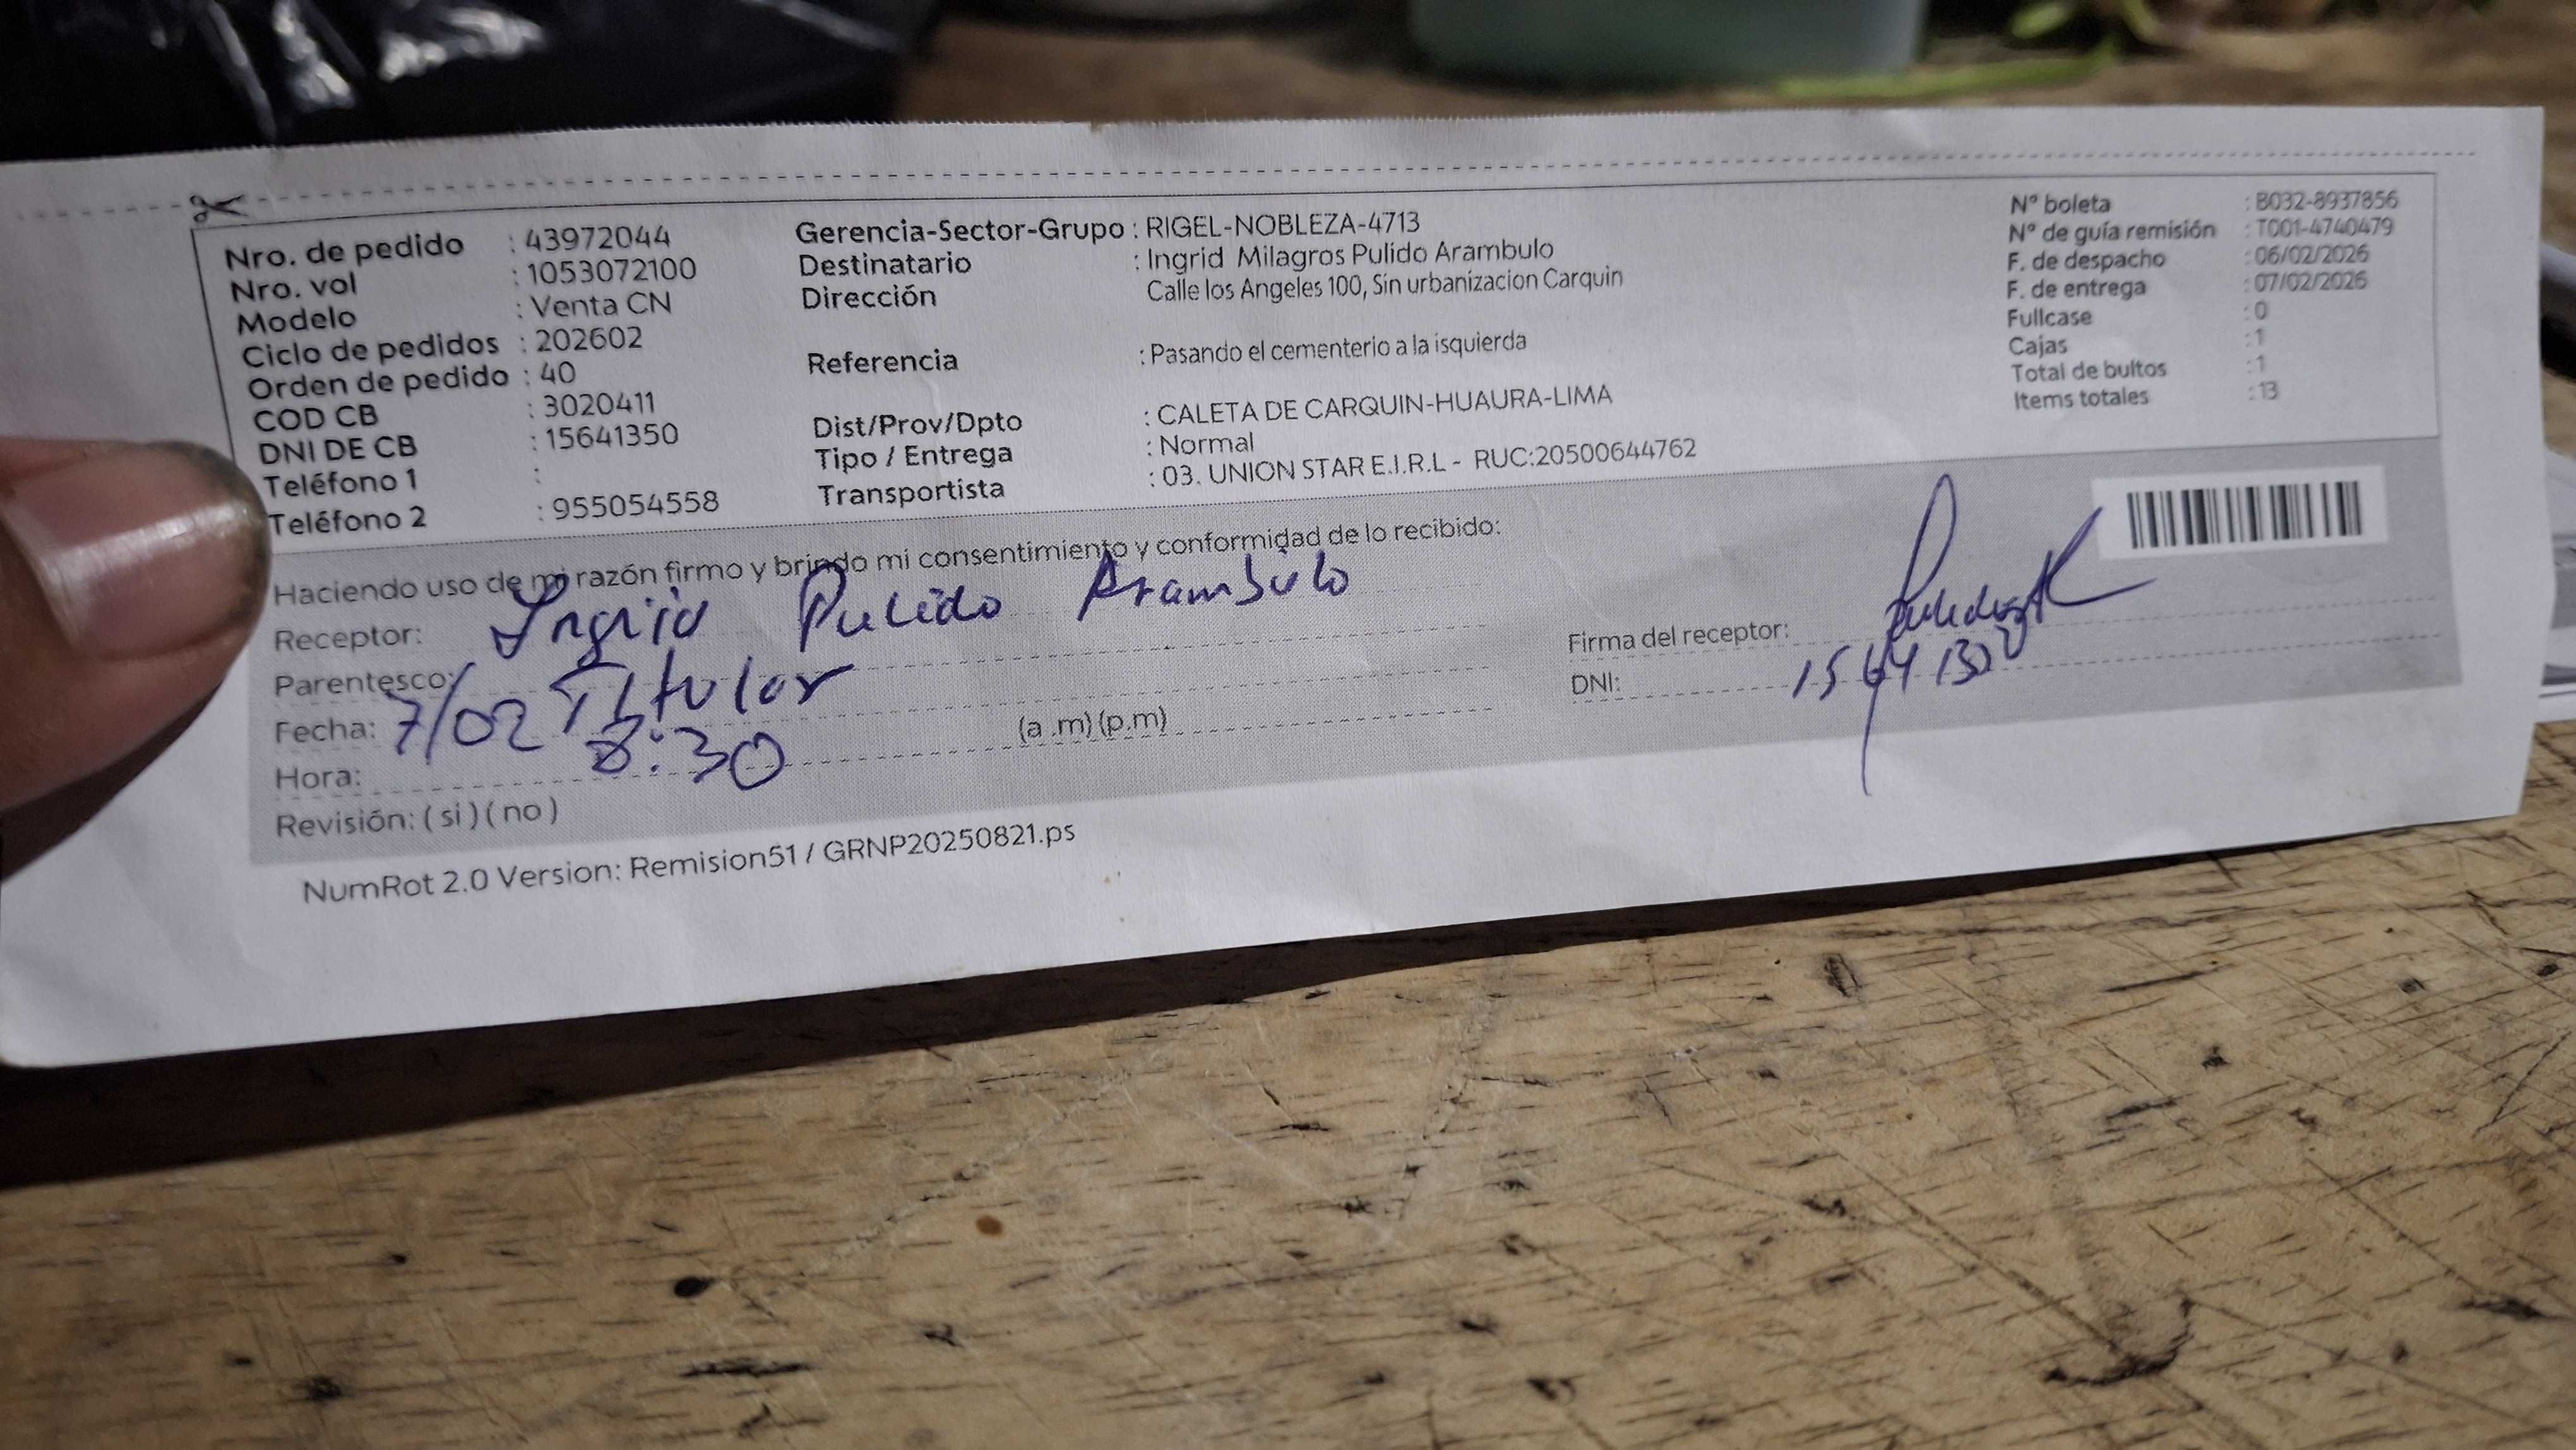 Nro. de pedido : 43972044
Nro. vol : 1053072100
Modelo : Venta CN
Ciclo de pedidos : 202602
Orden de pedido : 40
COD CB : 3020411
DNI DE CB : 15641350
Teléfono 1 :
Teléfono 2 : 955054558
Gerencia-Sector-Grupo : RIGEL-NOBLEZA-4713
Destinatario : Ingrid Milagros Pulido Arambulo
Dirección Calle los Angeles 100, Sin urbanizacion Carquin
Referencia : Pasando el cementerio a la isquierda
Dist/Prov/Dpto : CALETA DE CARQUIN-HUAURA-LIMA
Tipo / Entrega : Normal
Transportista : 03. UNION STAR E.I.R.L - RUC:20500644762
N° boleta : B032-8937856
N° de guía remisión : T001-4740479
F. de despacho : 06/02/2026
F. de entrega : 07/02/2026
Fullcase : 0
Cajas : 1
Total de bultos : 1
Items totales : 13
Haciendo uso de mi razón firmo y brindo mi consentimiento y conformidad de lo recibido:
Receptor: Ingrid Pulido Arambulo
Parentesco: Titular
Fecha: 7/02
Hora: 8:30 (a .m) (p.m)
Revisión: ( si ) ( no )
Firma del receptor:
DNI:
NumRot 2.0 Version: Remision51 / GRNP20250821.ps